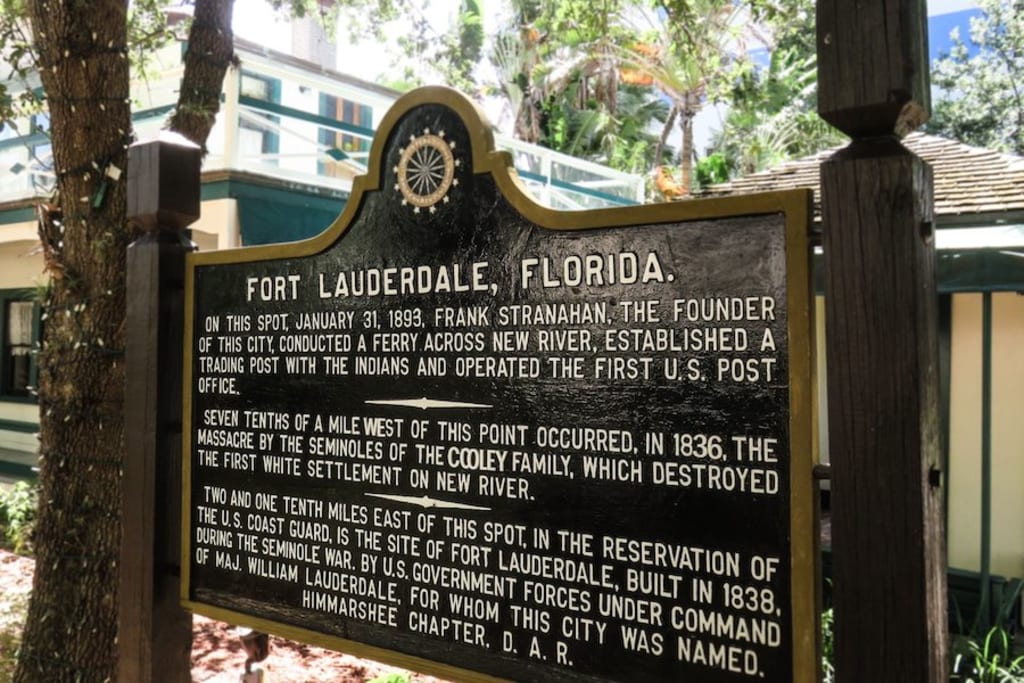 FORT LAUDERDALE, FLORIDA.
ON THIS SPOT, JANUARY 31, 1893, FRANK STRANAHAN, THE FOUNDER
OF THIS CITY, CONDUCTED A FERRY ACROSS NEW RIVER, ESTABLISHED A
TRADING POST WITH THE INDIANS AND OPERATED THE FIRST U.S. POST
OFFICE.
SEVEN TENTHS OF A MILE WEST OF THIS POINT OCCURRED, IN 1836, THE
MASSACRE BY THE SEMINOLES OF THE COOLEY FAMILY, WHICH DESTROYED
THE FIRST WHITE SETTLEMENT ON NEW RIVER.
TWO AND ONE TENTH MILES EAST OF THIS SPOT, IN THE RESERVATION OF
THE U.S. COAST GUARD, IS THE SITE OF FORT LAUDERDALE, BUILT IN 1838,
DURING THE SEMINOLE WAR, BY U.S. GOVERNMENT FORCES UNDER COMMAND
OF MAJ. WILLIAM LAUDERDALE, FOR WHOM THIS CITY WAS NAMED.
HIMMARSHEE CHAPTER, D. A. R.